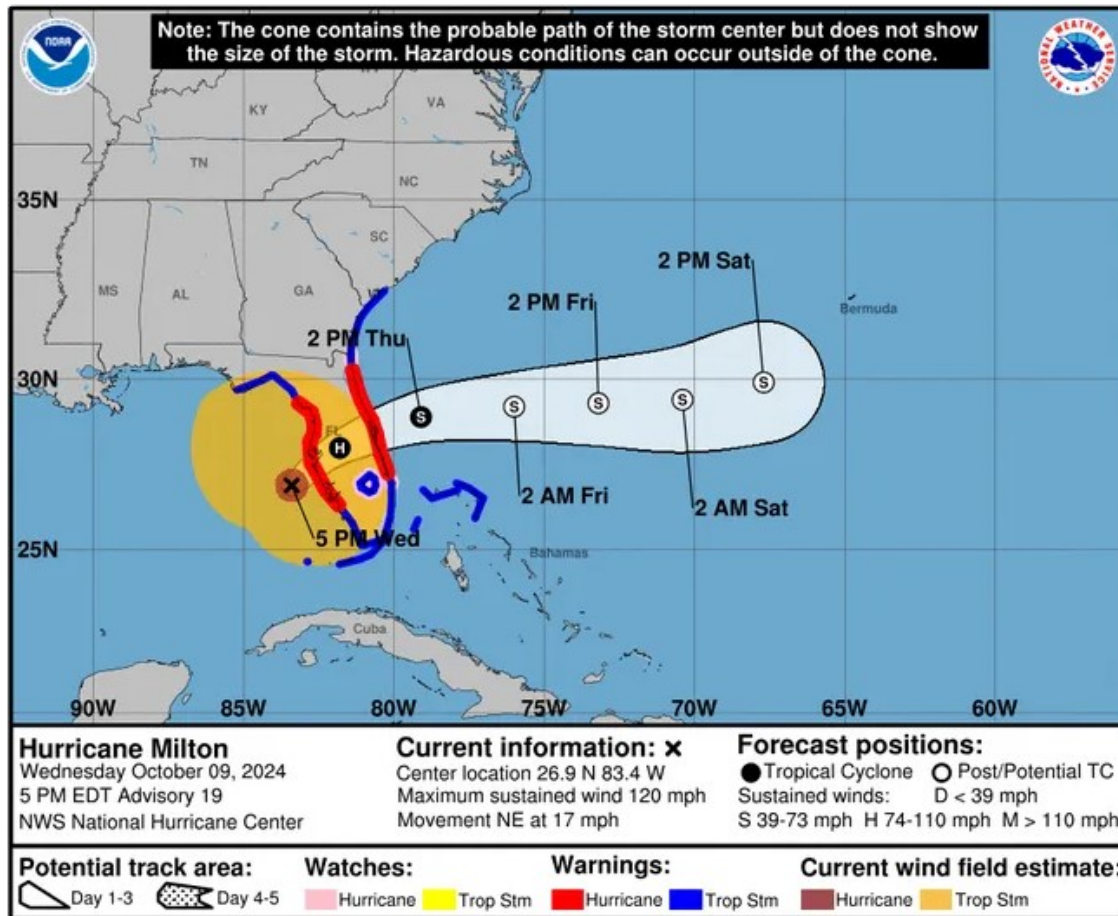 Note: The cone contains the probable path of the storm center but does not show
the size of the storm. Hazardous conditions can occur outside of the cone.
NOAA
NATIONAL WEATHER SERVICE
KY
VA
TN
NC
35N
SC
MS
AL
GA
2 PM Sat
2 PM Fri
Bermuda
2 PM Thu
30N
S
S
S
S
S
FL
H
2 AM Fri
2 AM Sat
5 PM Wed
25N
Bahamas
Cuba
90W
85W
80W
75W
70W
65W
60W
Hurricane Milton
Wednesday October 09, 2024
5 PM EDT Advisory 19
NWS National Hurricane Center
Current information: x
Center location 26.9 N 83.4 W
Maximum sustained wind 120 mph
Movement NE at 17 mph
Forecast positions:
Tropical Cyclone Post/Potential TC
Sustained winds: D < 39 mph
S 39-73 mph H 74-110 mph M > 110 mph
Potential track area:
Day 1-3 Day 4-5
Watches:
Hurricane Trop Stm
Warnings:
Hurricane Trop Stm
Current wind field estimate:
Hurricane Trop Stm